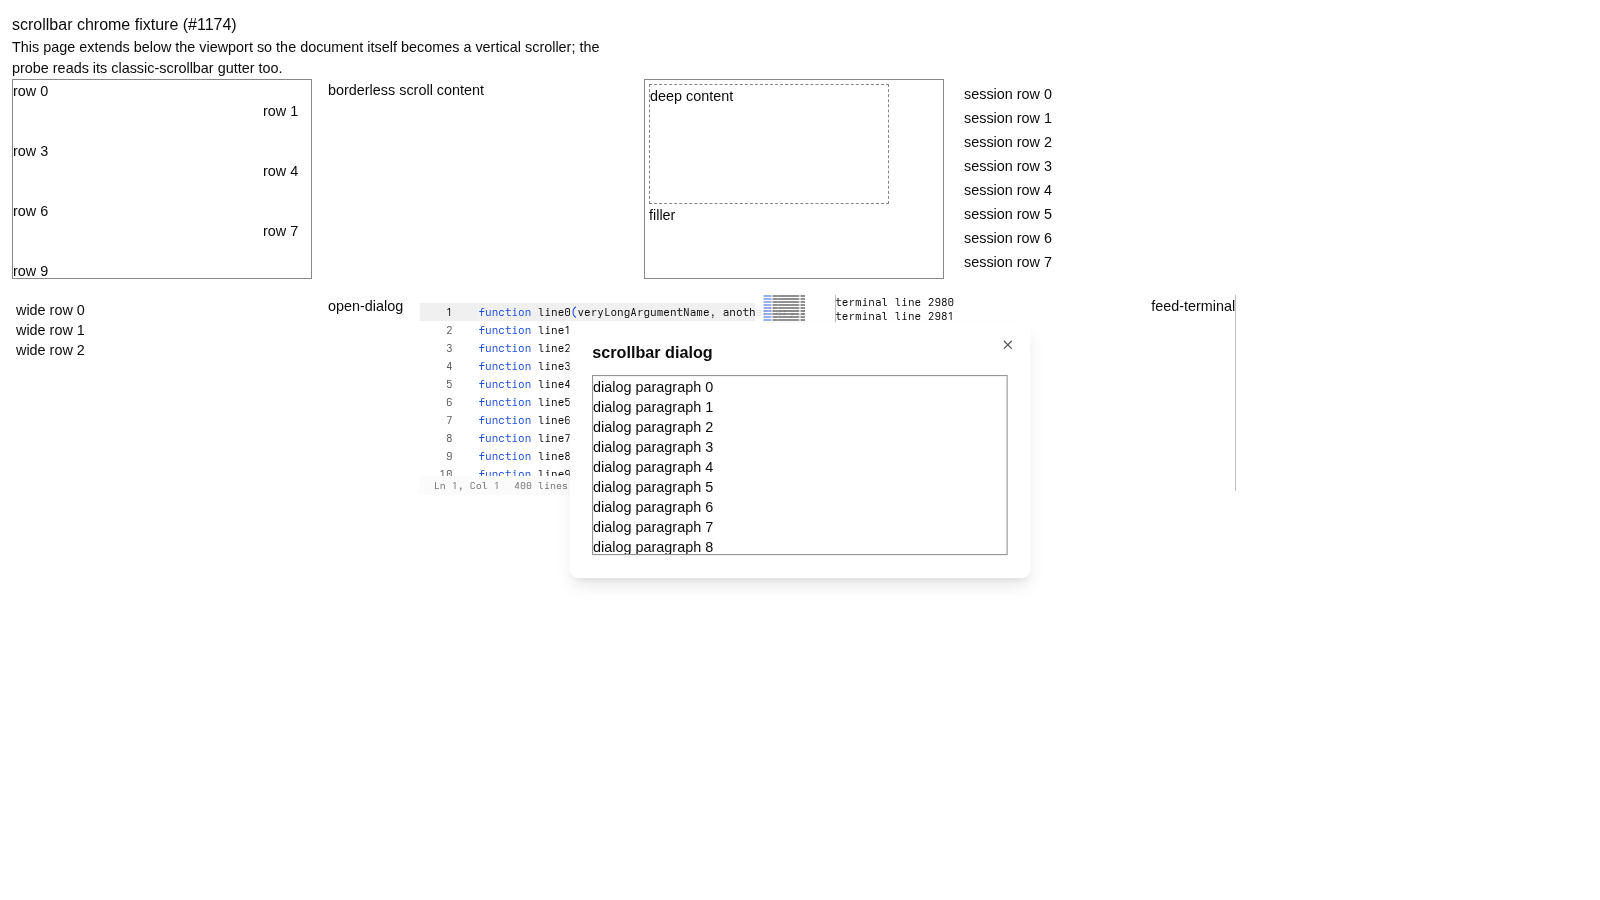 scrollbar chrome fixture (#1174)
This page extends below the viewport so the document itself becomes a vertical scroller; the
probe reads its classic-scrollbar gutter too.
row 0
row 1
row 3
row 4
row 6
row 7
row 9
borderless scroll content
deep content
filler
session row 0
session row 1
session row 2
session row 3
session row 4
session row 5
session row 6
session row 7
wide row 0
wide row 1
wide row 2
open-dialog
1 function line0(veryLongArgumentName, anoth
2 function line1
3 function line2
4 function line3
5 function line4
6 function line5
7 function line6
8 function line7
9 function line8
10 function line9
Ln 1, Col 1 400 lines
terminal line 2980
terminal line 2981
feed-terminal
scrollbar dialog
×
dialog paragraph 0
dialog paragraph 1
dialog paragraph 2
dialog paragraph 3
dialog paragraph 4
dialog paragraph 5
dialog paragraph 6
dialog paragraph 7
dialog paragraph 8